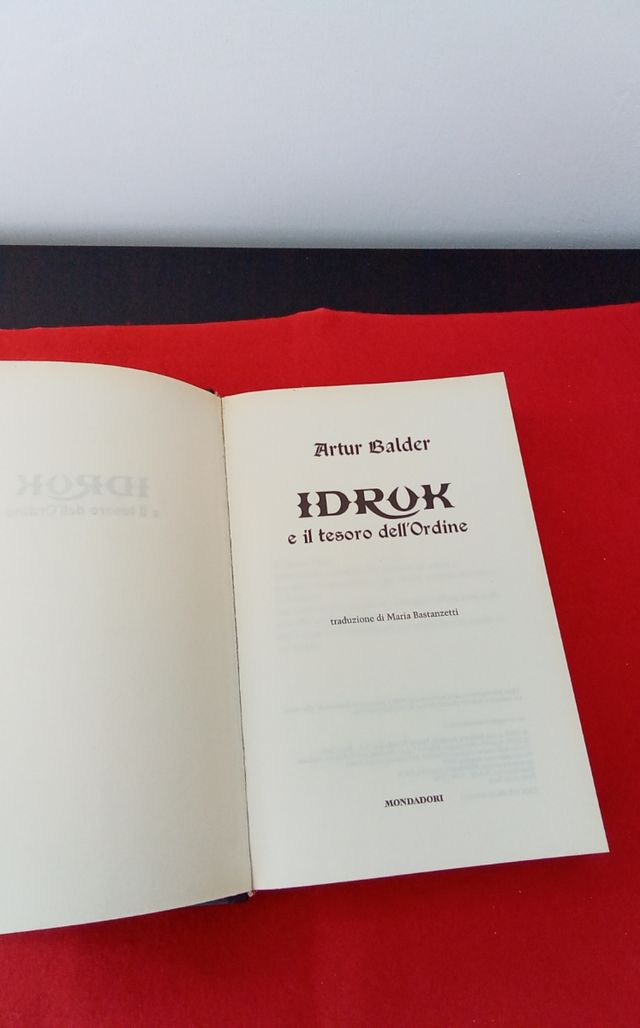 Artur Balder
IDROK
e il tesoro dell'Ordine
traduzione di Maria Bastanzetti
MONDADORI